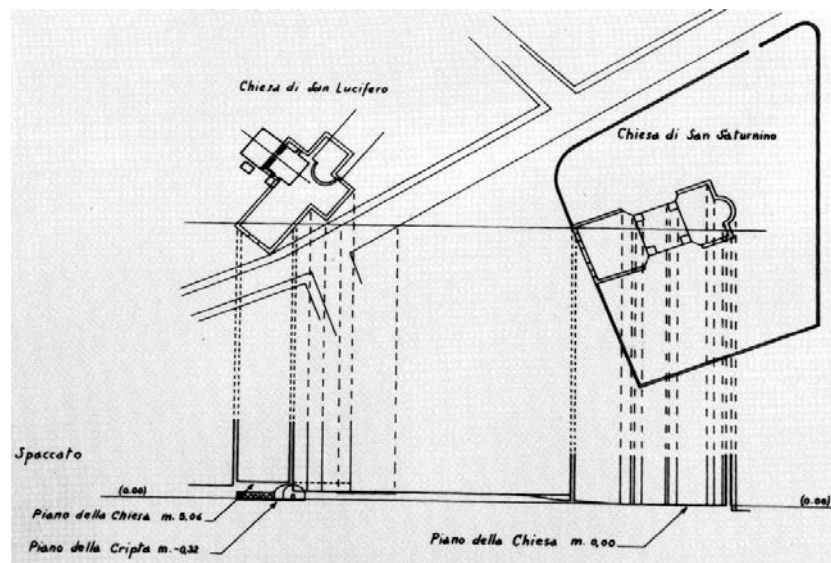 Chiesa di San Lucifero
Chiesa di San Saturnino
Spaccato
(0.00)
(0.00)
Piano della Chiesa m. 5,06
Piano della Cripta m. -0,32
Piano della Chiesa m. 0,00